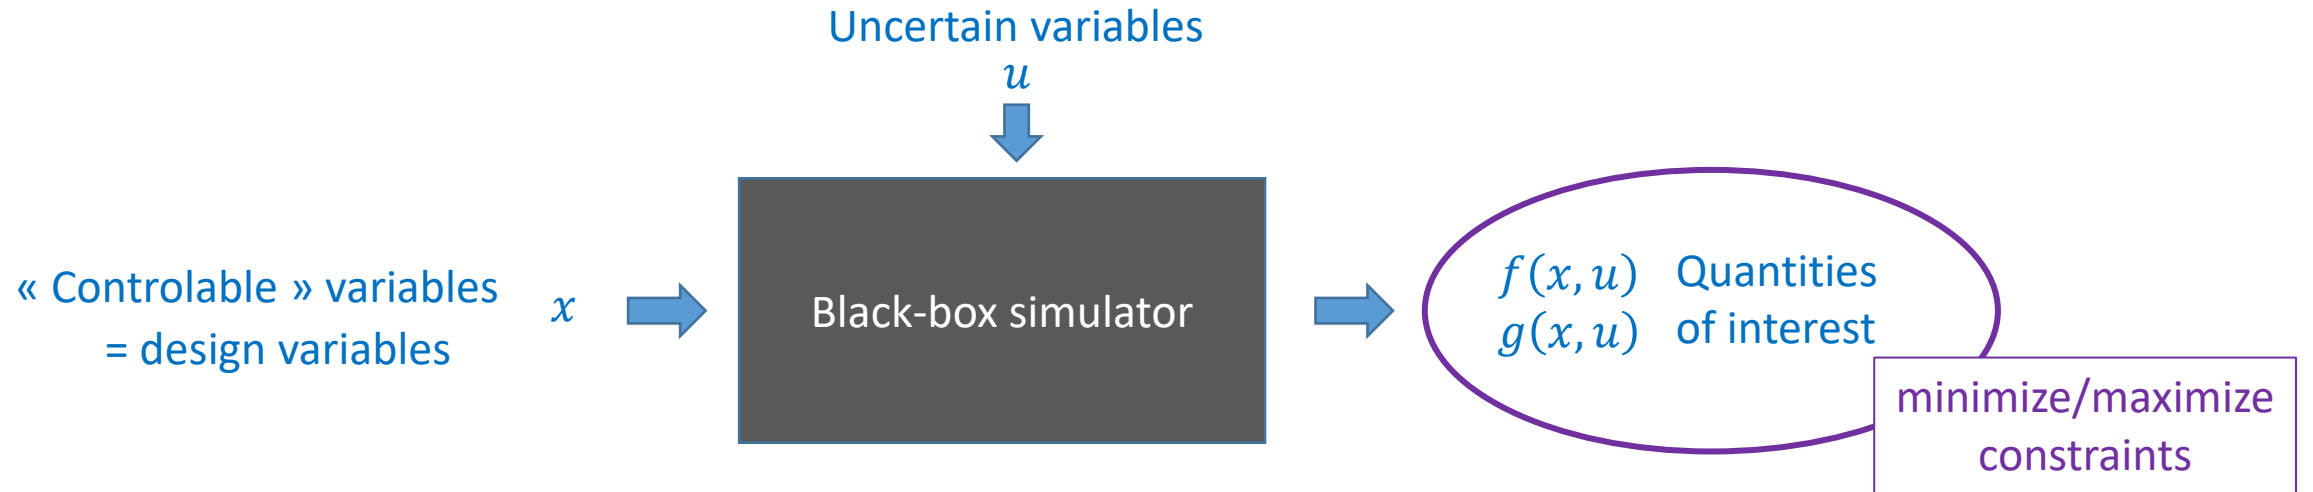 Uncertain variables
u
« Controlable » variables
= design variables
x
Black-box simulator
f(x, u) Quantities
g(x, u) of interest
minimize/maximize
constraints